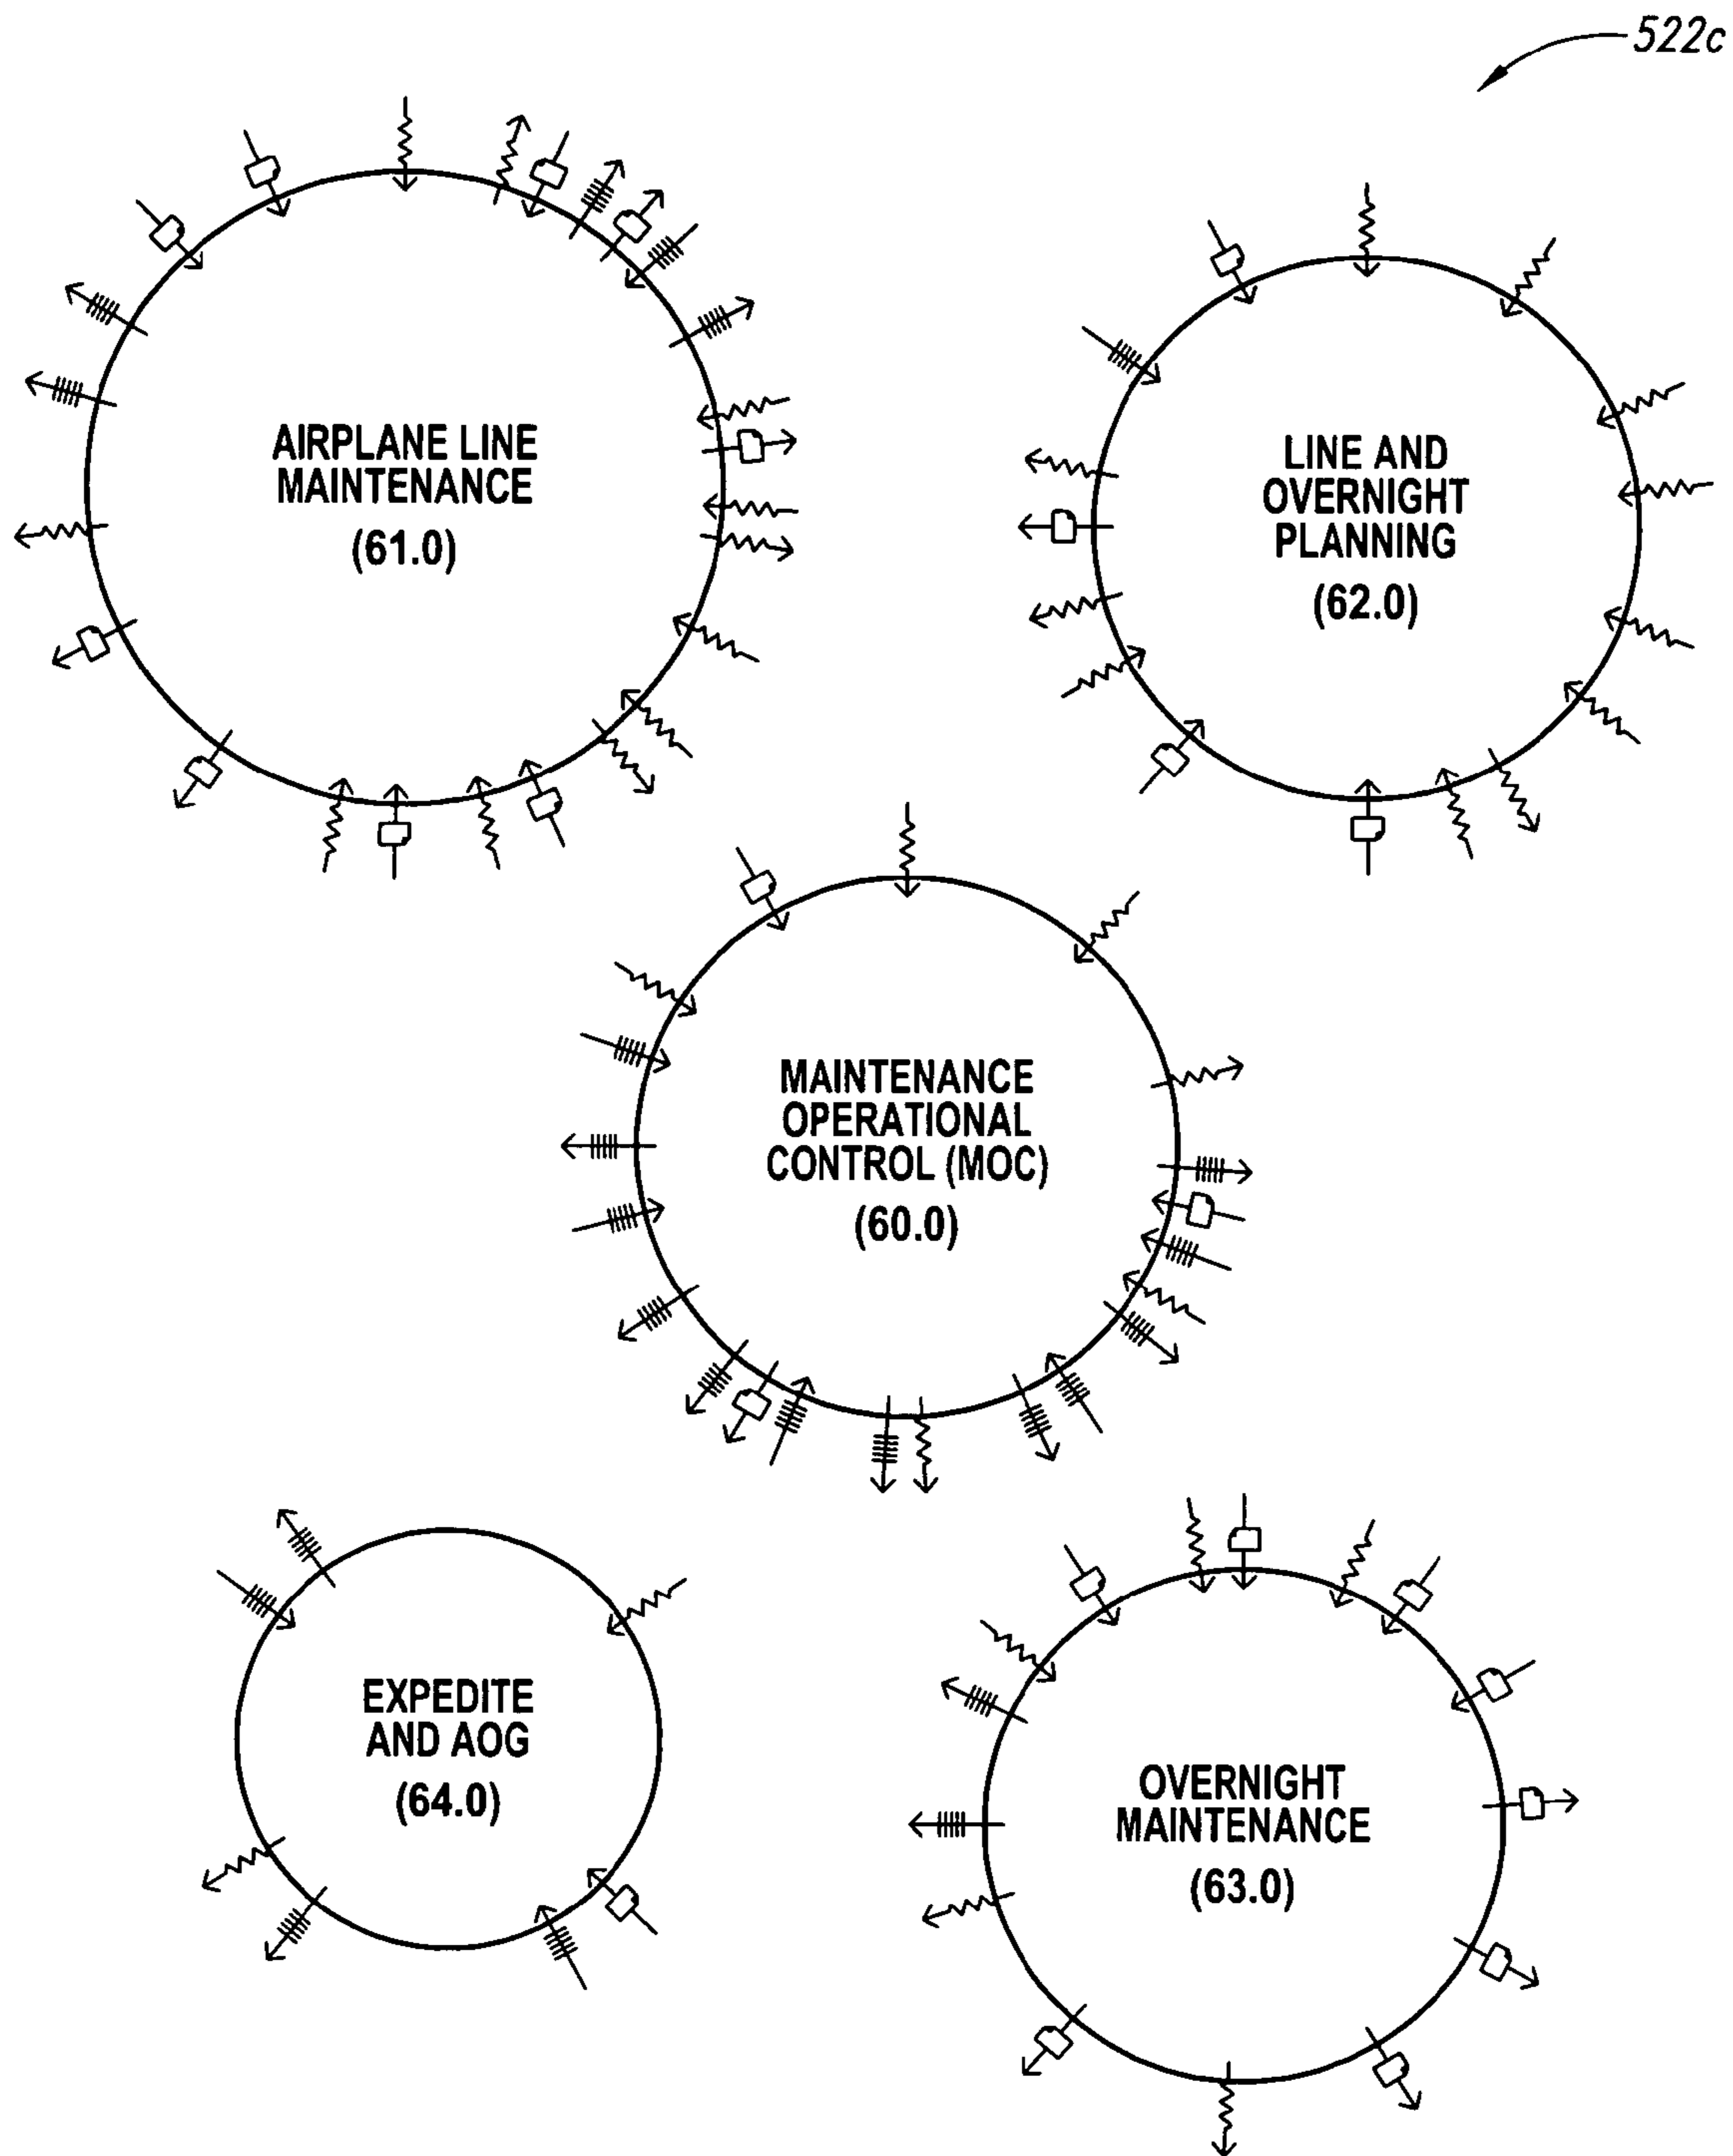 522c
AIRPLANE LINE
MAINTENANCE
(61.0)
LINE AND
OVERNIGHT
PLANNING
(62.0)
MAINTENANCE
OPERATIONAL
CONTROL (MOC)
(60.0)
EXPEDITE
AND AOG
(64.0)
OVERNIGHT
MAINTENANCE
(63.0)